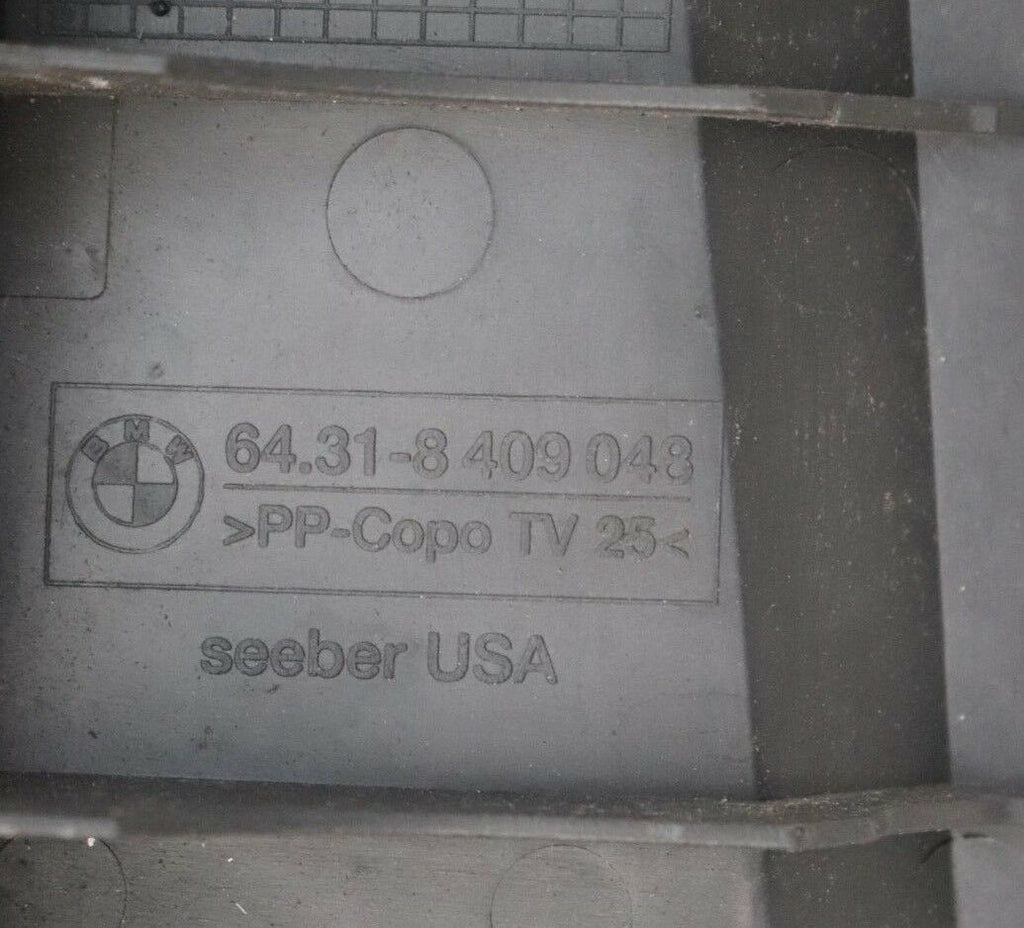 BMW
64.31-8 409 048
>PP-Copo TV 25<
seeber USA